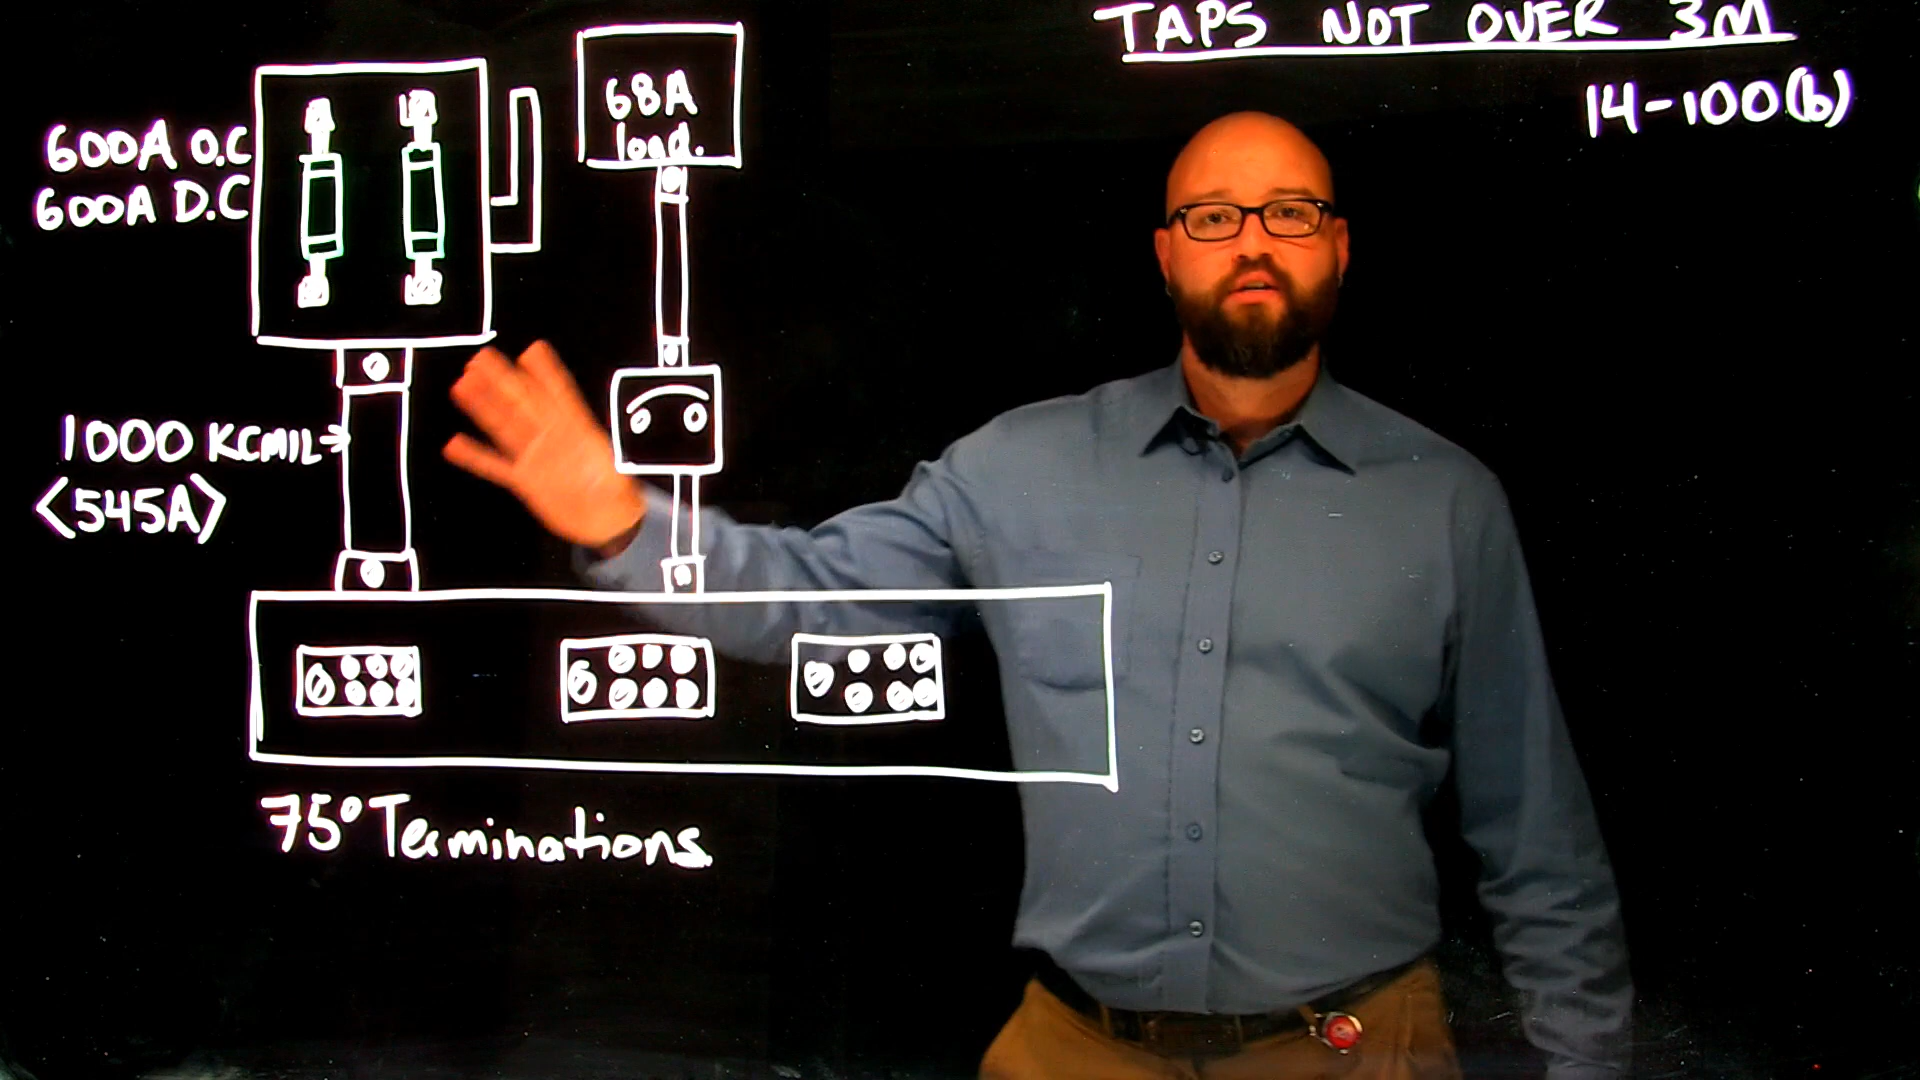 TAPS NOT OVER 3M
14-100(b)
600A O.C
600A D.C
68A
load.
1000 KCMIL→
<545A>
75° Terminations.